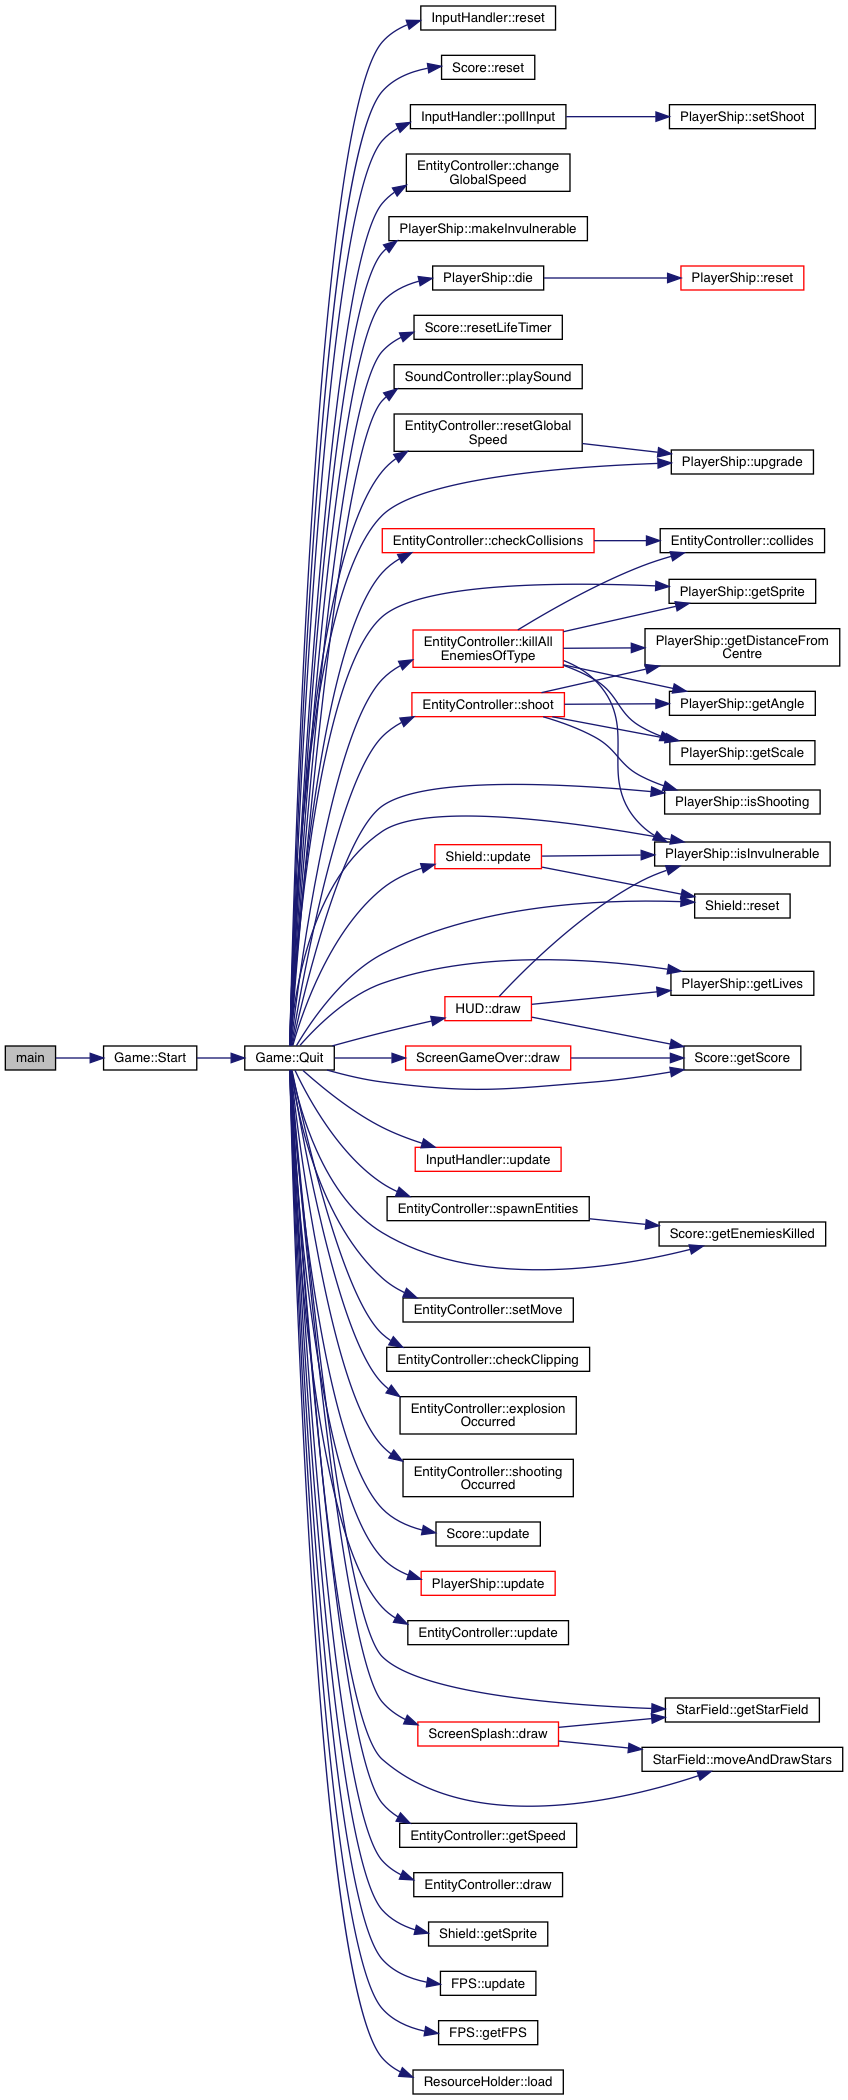 InputHandler::reset
Score::reset
InputHandler::pollInput
PlayerShip::setShoot
EntityController::change
GlobalSpeed
PlayerShip::makeInvulnerable
PlayerShip::die
PlayerShip::reset
Score::resetLifeTimer
SoundController::playSound
EntityController::resetGlobal
Speed
PlayerShip::upgrade
EntityController::checkCollisions
EntityController::collides
PlayerShip::getSprite
EntityController::killAll
EnemiesOfType
PlayerShip::getDistanceFrom
Centre
EntityController::shoot
PlayerShip::getAngle
PlayerShip::getScale
PlayerShip::isShooting
Shield::update
PlayerShip::isInvulnerable
Shield::reset
PlayerShip::getLives
HUD::draw
main
Game::Start
Game::Quit
ScreenGameOver::draw
Score::getScore
InputHandler::update
EntityController::spawnEntities
Score::getEnemiesKilled
EntityController::setMove
EntityController::checkClipping
EntityController::explosion
Occurred
EntityController::shooting
Occurred
Score::update
PlayerShip::update
EntityController::update
StarField::getStarField
ScreenSplash::draw
StarField::moveAndDrawStars
EntityController::getSpeed
EntityController::draw
Shield::getSprite
FPS::update
FPS::getFPS
ResourceHolder::load